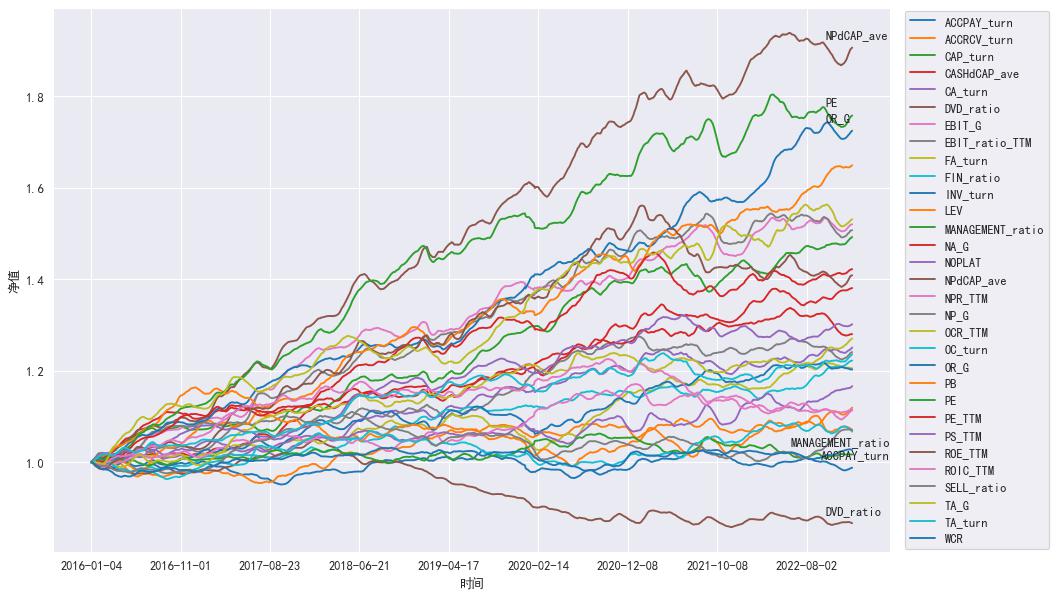 NPdCAP_ave
PE
OR_G
MANAGEMENT_ratio
ACCPAY_turn
DVD_ratio
1.8
1.6
1.4
1.2
1.0
净值
2016-01-04
2016-11-01
2017-08-23
2018-06-21
2019-04-17
2020-02-14
2020-12-08
2021-10-08
2022-08-02
时间
ACCPAY_turn
ACCRCV_turn
CAP_turn
CASHdCAP_ave
CA_turn
DVD_ratio
EBIT_G
EBIT_ratio_TTM
FA_turn
FIN_ratio
INV_turn
LEV
MANAGEMENT_ratio
NA_G
NOPLAT
NPdCAP_ave
NPR_TTM
NP_G
OCR_TTM
OC_turn
OR_G
PB
PE
PE_TTM
PS_TTM
ROE_TTM
ROIC_TTM
SELL_ratio
TA_G
TA_turn
WCR